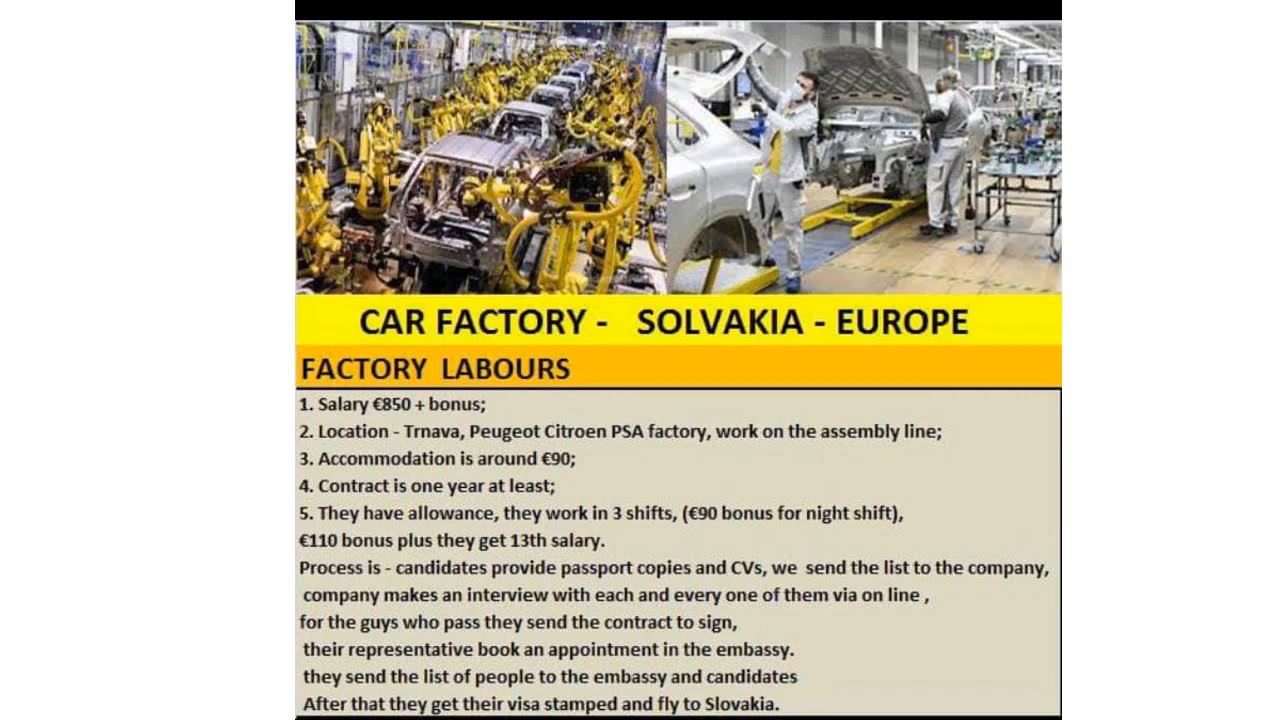 CAR FACTORY - SOLVAKIA - EUROPE
FACTORY LABOURS
1. Salary €850 + bonus;
2. Location - Trnava, Peugeot Citroen PSA factory, work on the assembly line;
3. Accommodation is around €90;
4. Contract is one year at least;
5. They have allowance, they work in 3 shifts, (€90 bonus for night shift),
€110 bonus plus they get 13th salary.
Process is - candidates provide passport copies and CVs, we send the list to the company,
company makes an interview with each and every one of them via on line ,
for the guys who pass they send the contract to sign,
their representative book an appointment in the embassy.
they send the list of people to the embassy and candidates
After that they get their visa stamped and fly to Slovakia.